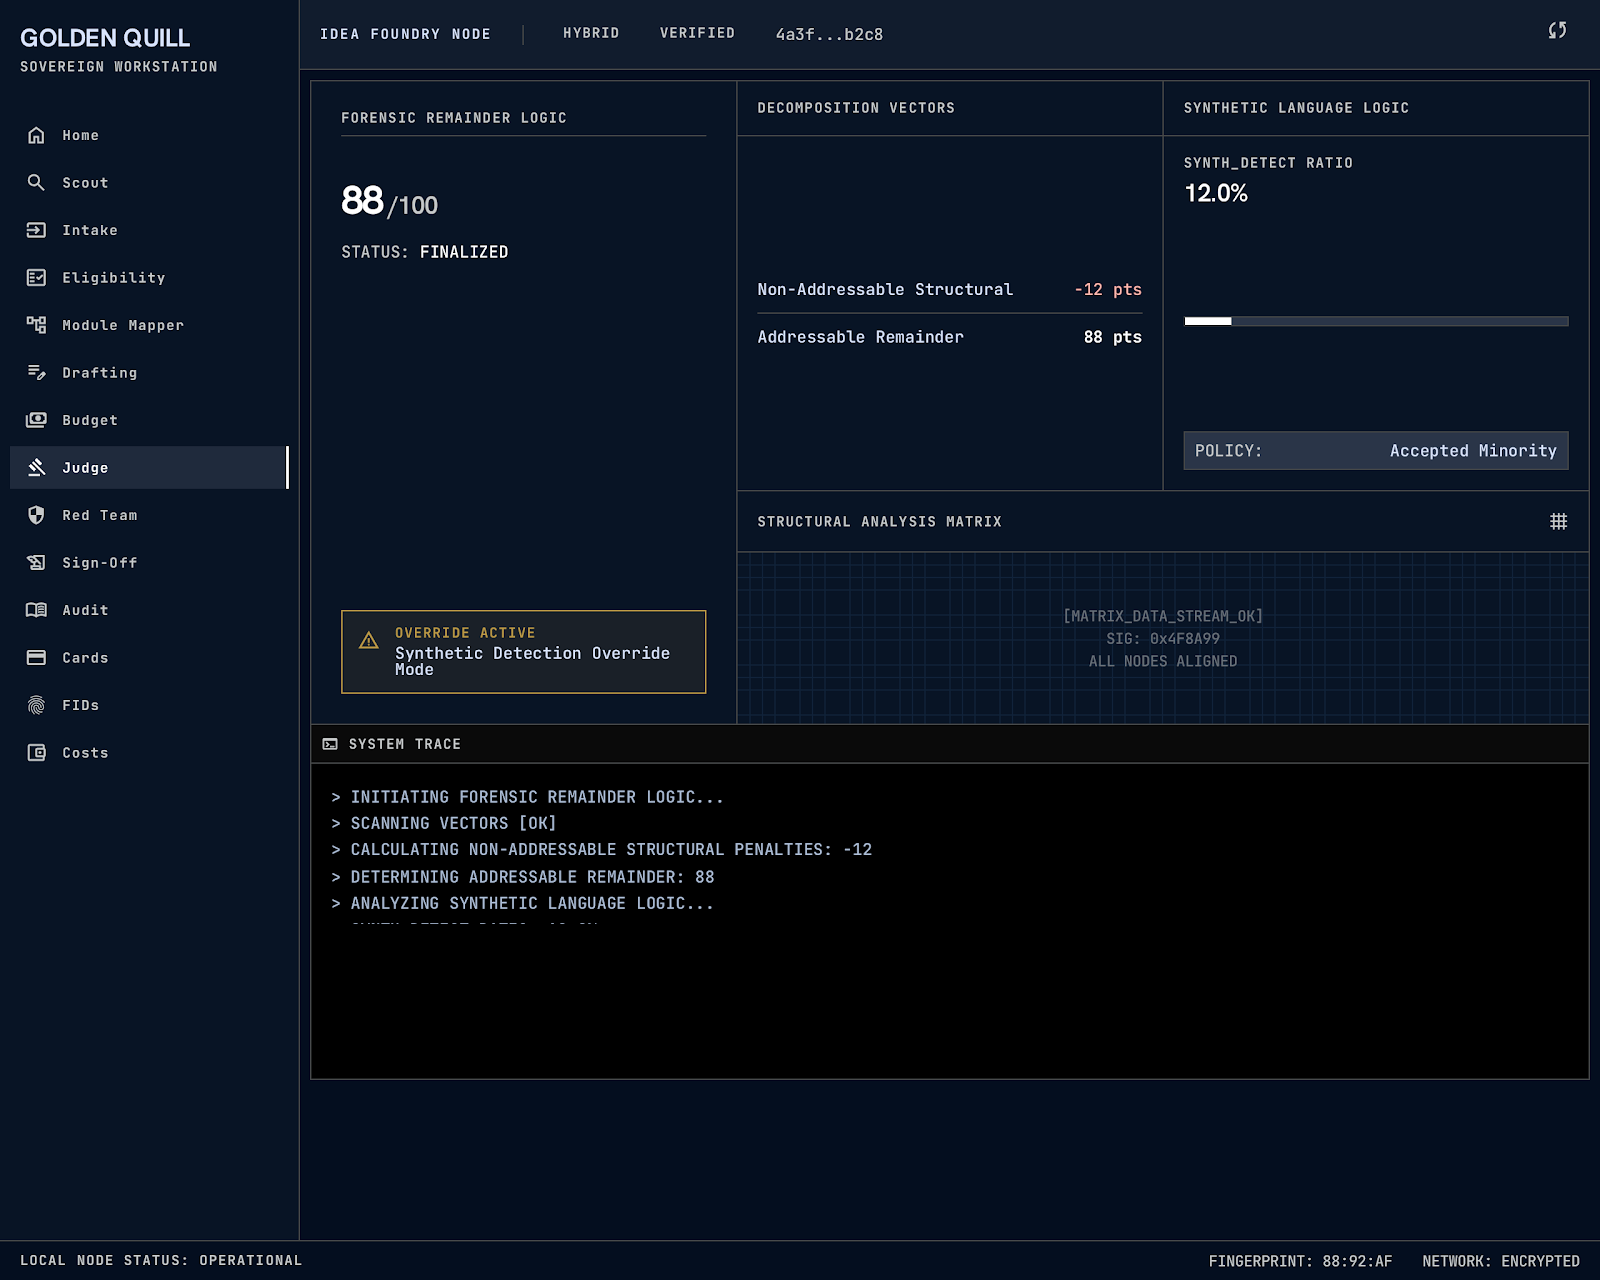 GOLDEN QUILL
SOVEREIGN WORKSTATION
Home
Scout
Intake
Eligibility
Module Mapper
Drafting
Budget
Judge
Red Team
Sign-Off
Audit
Cards
FIDs
Costs
IDEA FOUNDRY NODE
HYBRID
VERIFIED
4a3f...b2c8
FORENSIC REMAINDER LOGIC
88/100
STATUS: FINALIZED
OVERRIDE ACTIVE
Synthetic Detection Override
Mode
DECOMPOSITION VECTORS
Non-Addressable Structural -12 pts
Addressable Remainder 88 pts
SYNTHETIC LANGUAGE LOGIC
SYNTH_DETECT RATIO
12.0%
POLICY: Accepted Minority
STRUCTURAL ANALYSIS MATRIX
[MATRIX_DATA_STREAM_OK]
SIG: 0x4F8A99
ALL NODES ALIGNED
SYSTEM TRACE
> INITIATING FORENSIC REMAINDER LOGIC...
> SCANNING VECTORS [OK]
> CALCULATING NON-ADDRESSABLE STRUCTURAL PENALTIES: -12
> DETERMINING ADDRESSABLE REMAINDER: 88
> ANALYZING SYNTHETIC LANGUAGE LOGIC...
LOCAL NODE STATUS: OPERATIONAL
FINGERPRINT: 88:92:AF
NETWORK: ENCRYPTED